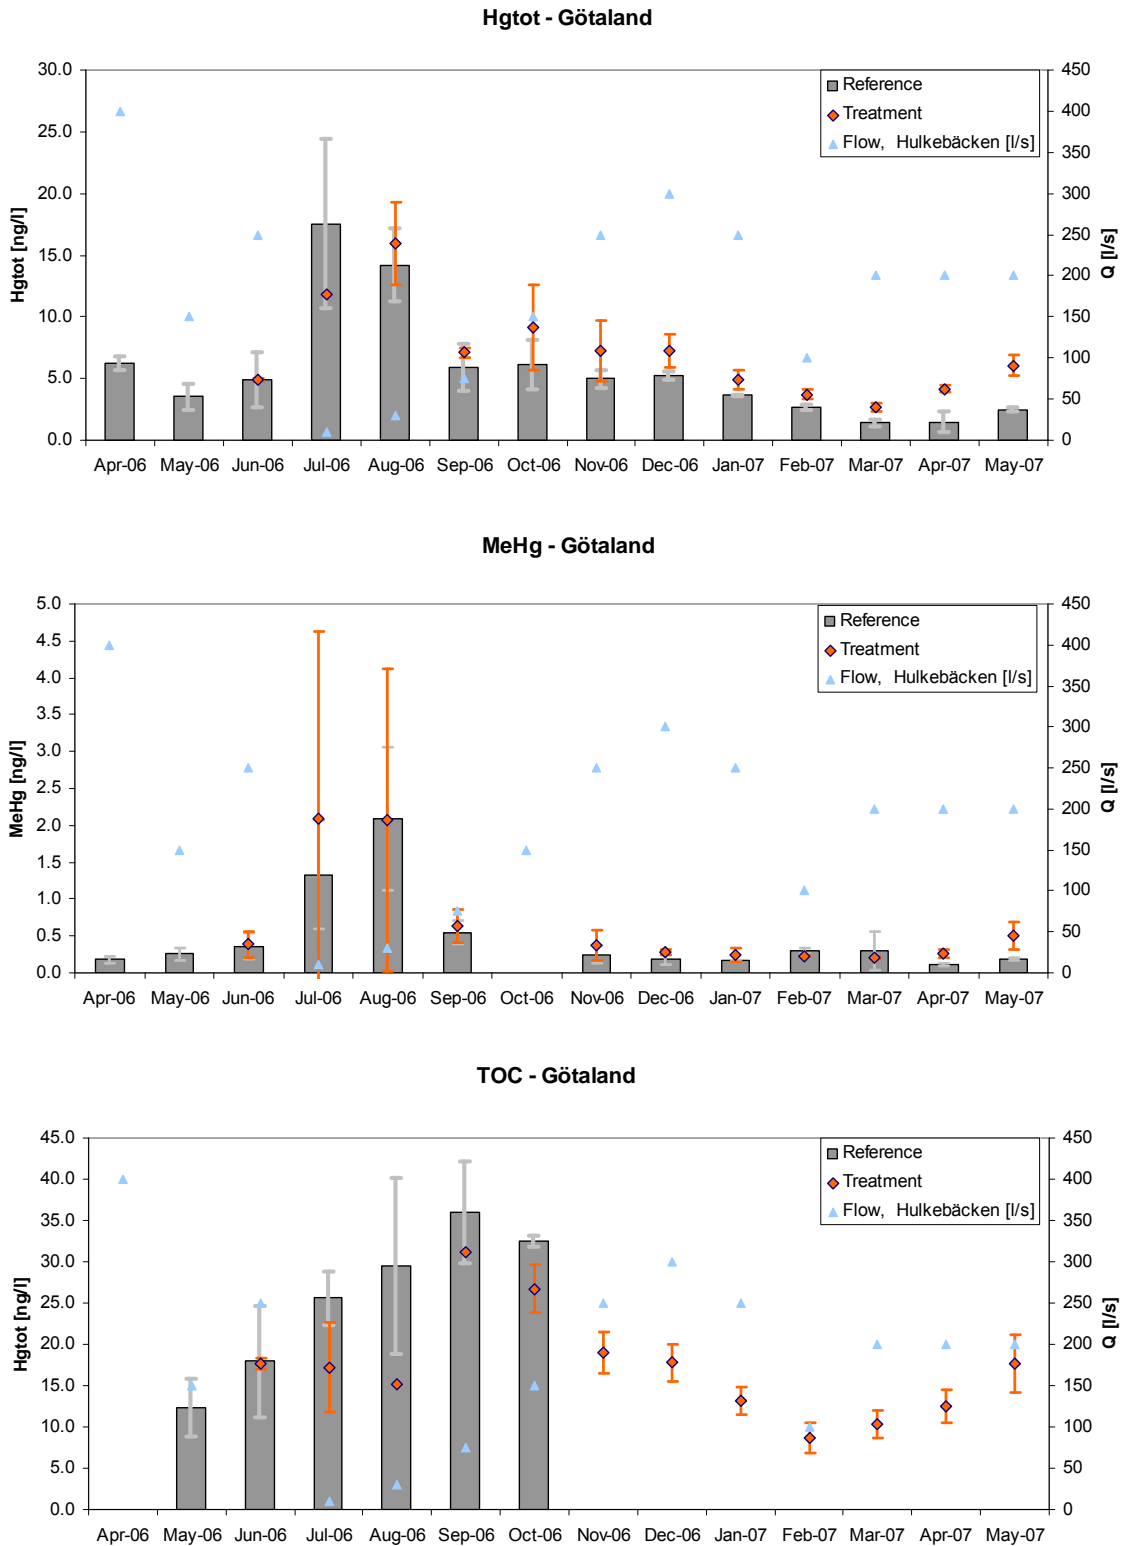 Hgtot - Götaland
30.0
25.0
20.0
15.0
10.0
5.0
0.0
Hgtot [ng/l]
450
400
350
300
250
200
150
100
50
0
Q [l/s]
Reference
Treatment
Flow, Hulkebäcken [l/s]
Apr-06 May-06 Jun-06 Jul-06 Aug-06 Sep-06 Oct-06 Nov-06 Dec-06 Jan-07 Feb-07 Mar-07 Apr-07 May-07
MeHg - Götaland
5.0
4.5
4.0
3.5
3.0
2.5
2.0
1.5
1.0
0.5
0.0
MeHg [ng/l]
450
400
350
300
250
200
150
100
50
0
Q [l/s]
Reference
Treatment
Flow, Hulkebäcken [l/s]
Apr-06 May-06 Jun-06 Jul-06 Aug-06 Sep-06 Oct-06 Nov-06 Dec-06 Jan-07 Feb-07 Mar-07 Apr-07 May-07
TOC - Götaland
45.0
40.0
35.0
30.0
25.0
20.0
15.0
10.0
5.0
0.0
Hgtot [ng/l]
450
400
350
300
250
200
150
100
50
0
Q [l/s]
Reference
Treatment
Flow, Hulkebäcken [l/s]
Apr-06 May-06 Jun-06 Jul-06 Aug-06 Sep-06 Oct-06 Nov-06 Dec-06 Jan-07 Feb-07 Mar-07 Apr-07 May-07